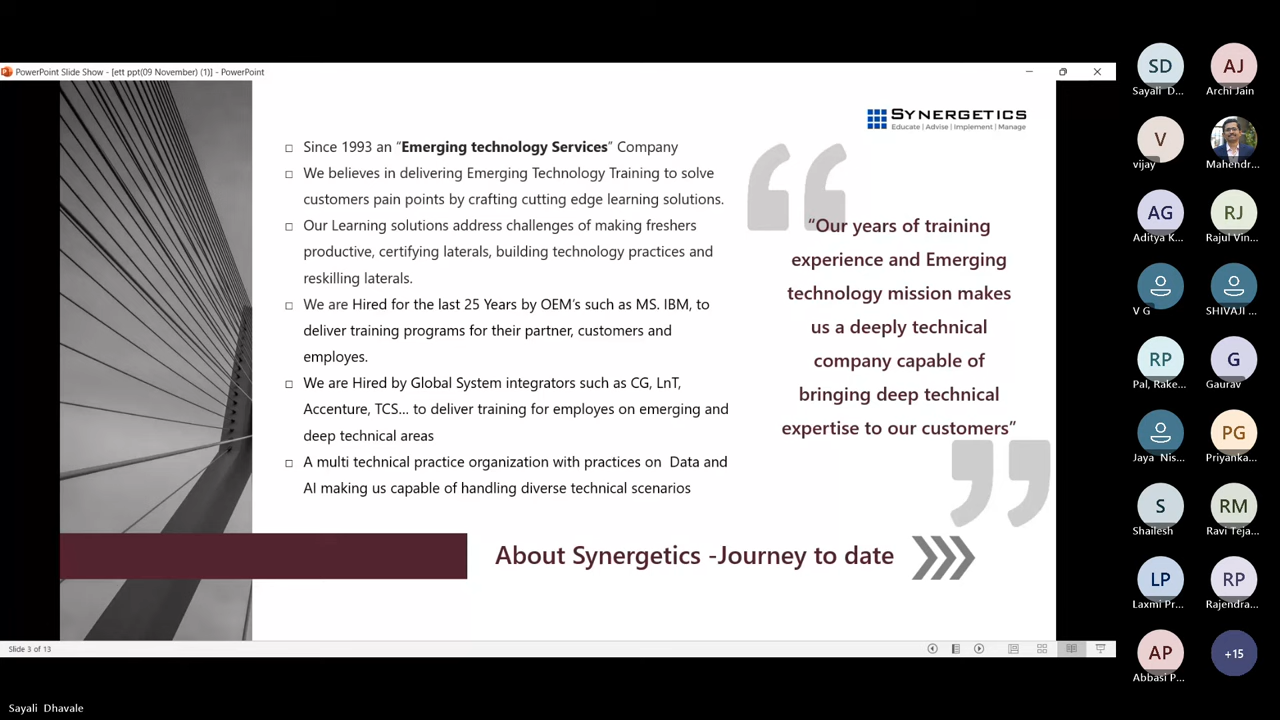 PowerPoint Slide Show - [ett ppt(09 November) (1)] - PowerPoint
SYNERGETICS
Educate | Advise | Implement | Manage
□ Since 1993 an “Emerging technology Services” Company
□ We believes in delivering Emerging Technology Training to solve
customers pain points by crafting cutting edge learning solutions.
□ Our Learning solutions address challenges of making freshers
productive, certifying laterals, building technology practices and
reskilling laterals.
□ We are Hired for the last 25 Years by OEM’s such as MS. IBM, to
deliver training programs for their partner, customers and
employes.
□ We are Hired by Global System integrators such as CG, LnT,
Accenture, TCS... to deliver training for employes on emerging and
deep technical areas
□ A multi technical practice organization with practices on Data and
AI making us capable of handling diverse technical scenarios
“Our years of training
experience and Emerging
technology mission makes
us a deeply technical
company capable of
bringing deep technical
expertise to our customers”
About Synergetics -Journey to date
Slide 3 of 13
Sayali Dhavale
SD
Sayali D...
AJ
Archi Jain
V
vijay
Mahendr...
AG
Aditya K...
RJ
Rajul Vin...
V G
SHIVAJI ...
RP
Pal, Rake...
G
Gaurav
Jaya Nis...
PG
Priyanka...
S
Shailesh
RM
Ravi Teja...
LP
Laxmi Pr...
RP
Rajendra...
AP
Abbasi P...
+15